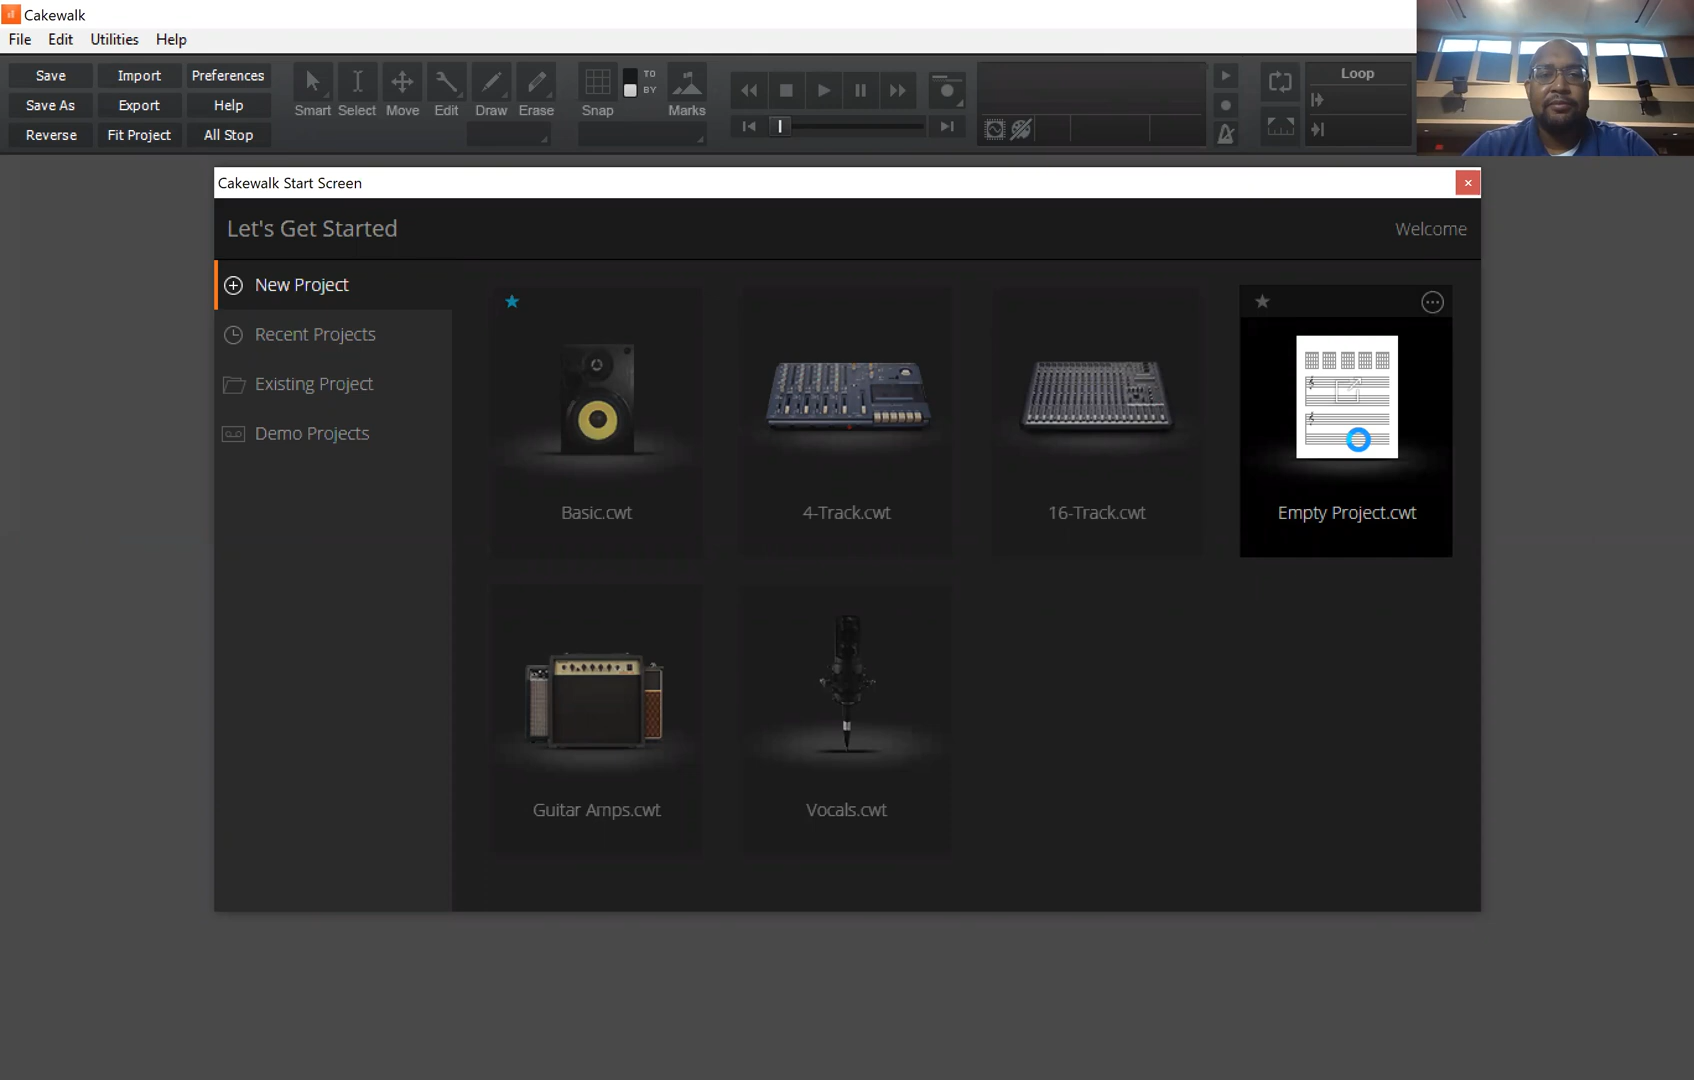 Cakewalk
File Edit Utilities Help
Save Import Preferences
Save As Export Help
Reverse Fit Project All Stop
Smart Select Move Edit Draw Erase
Snap TO BY Marks
Loop
Cakewalk Start Screen
Let's Get Started
Welcome
New Project
Recent Projects
Existing Project
Demo Projects
Basic.cwt
4-Track.cwt
16-Track.cwt
Empty Project.cwt
Guitar Amps.cwt
Vocals.cwt